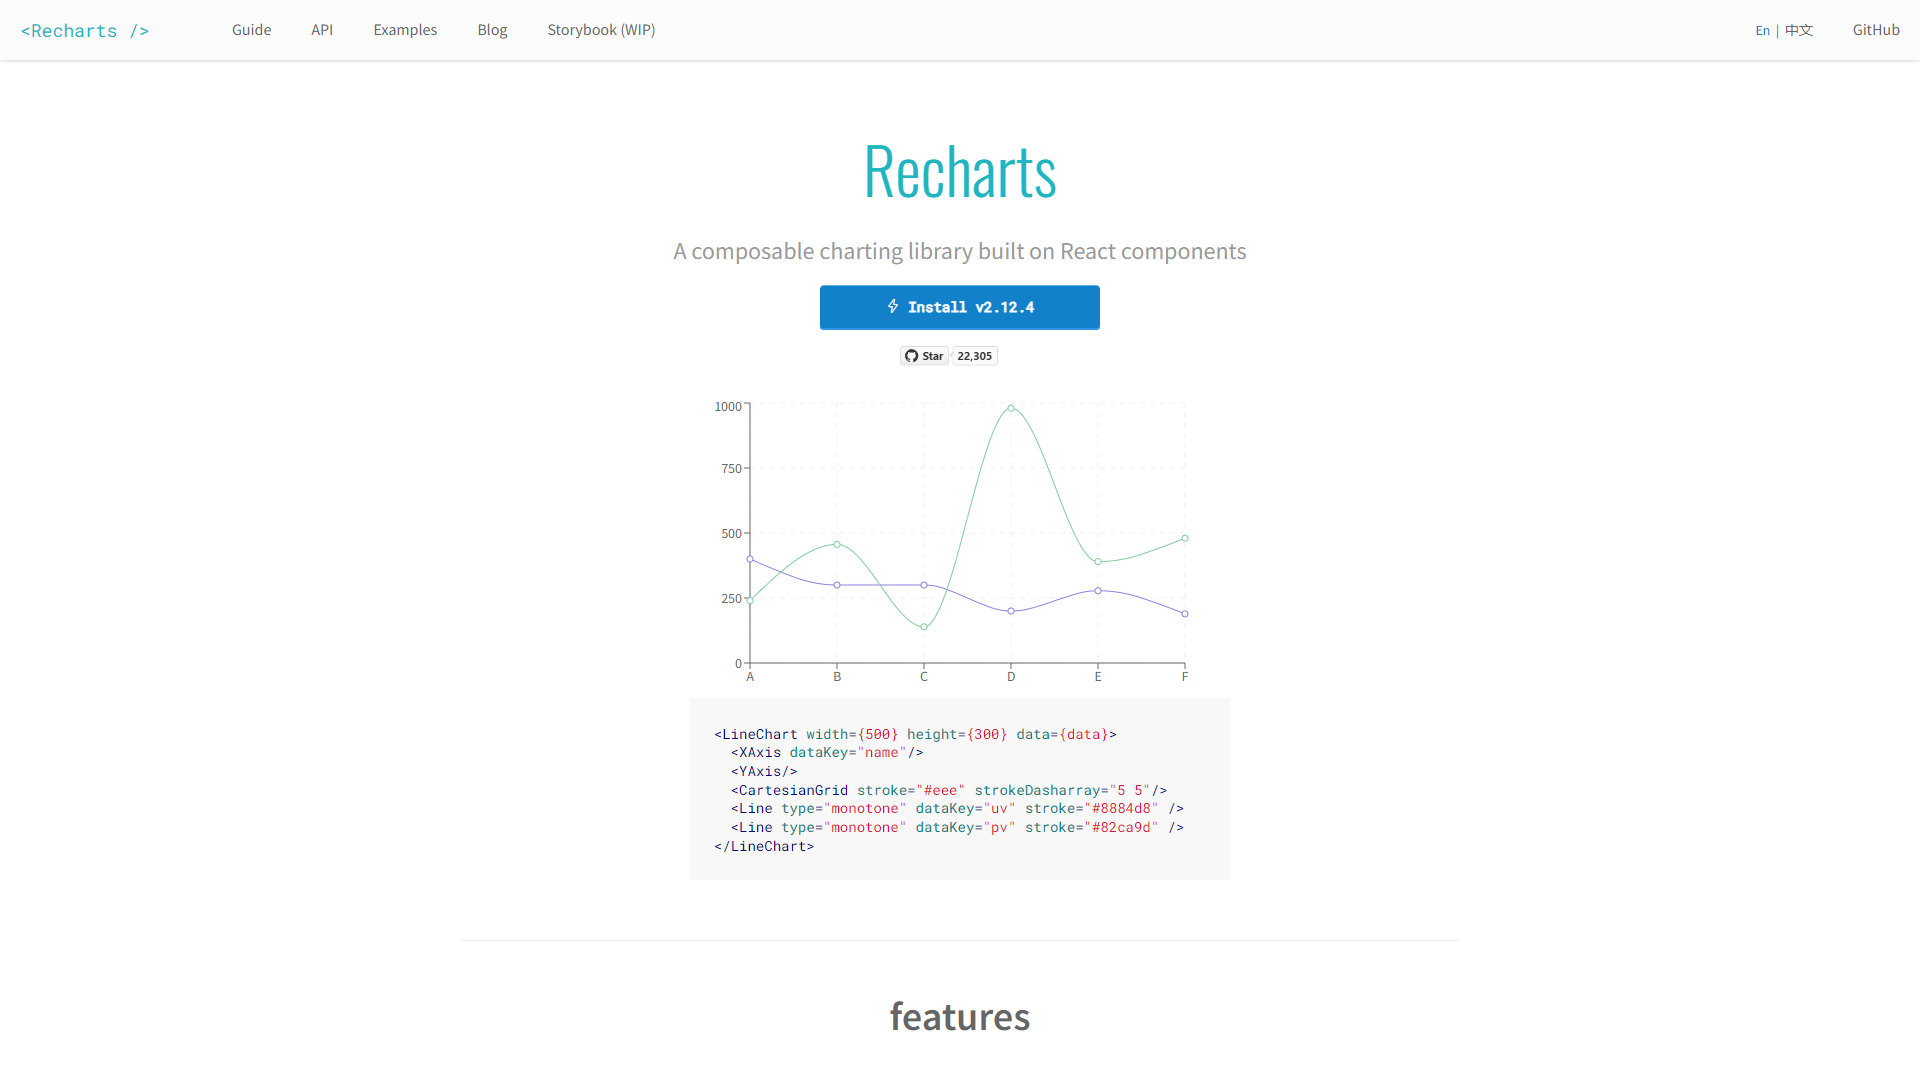 <Recharts /> Guide API Examples Blog Storybook (WIP) En | 中文 GitHub
Recharts
A composable charting library built on React components
Install v2.12.4
Star 22,305
1000
750
500
250
0
A B C D E F
<LineChart width={500} height={300} data={data}>
  <XAxis dataKey="name"/>
  <YAxis/>
  <CartesianGrid stroke="#eee" strokeDasharray="5 5"/>
  <Line type="monotone" dataKey="uv" stroke="#8884d8" />
  <Line type="monotone" dataKey="pv" stroke="#82ca9d" />
</LineChart>
features